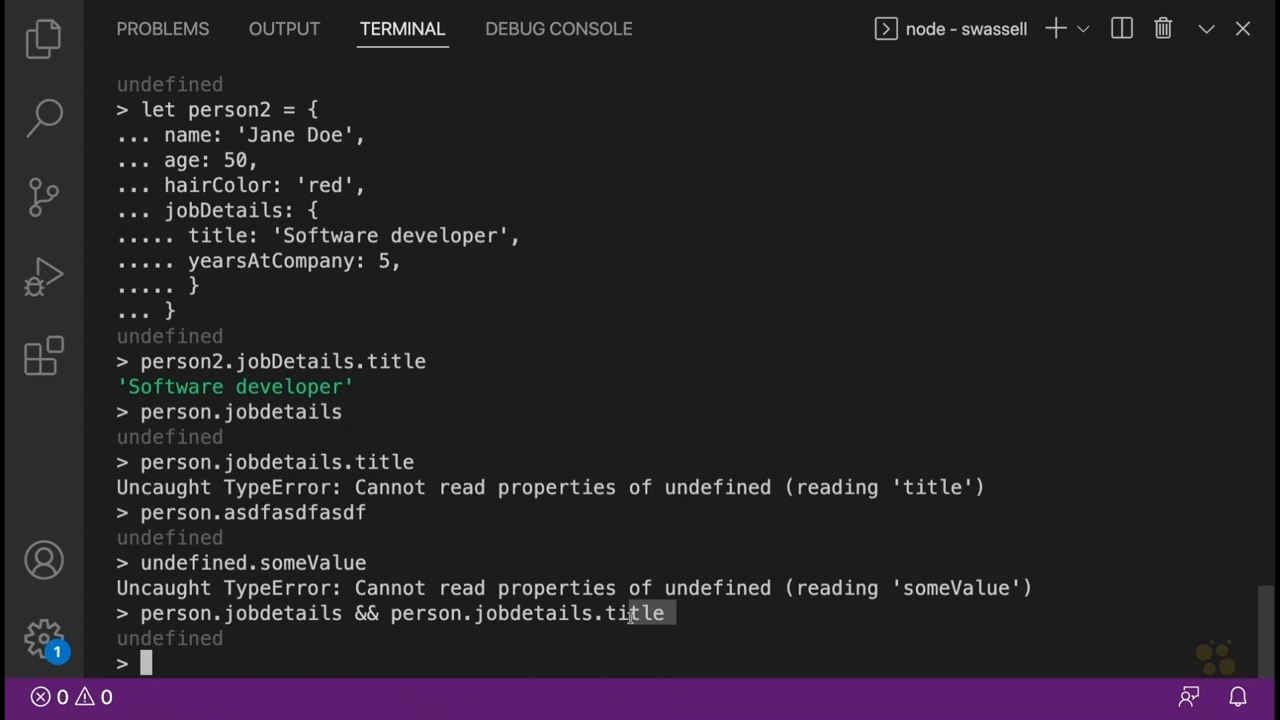 PROBLEMS OUTPUT TERMINAL DEBUG CONSOLE node - swassell
undefined
> let person2 = {
... name: 'Jane Doe',
... age: 50,
... hairColor: 'red',
... jobDetails: {
..... title: 'Software developer',
..... yearsAtCompany: 5,
..... }
... }
undefined
> person2.jobDetails.title
'Software developer'
> person.jobdetails
undefined
> person.jobdetails.title
Uncaught TypeError: Cannot read properties of undefined (reading 'title')
> person.asdfasdfasdf
undefined
> undefined.someValue
Uncaught TypeError: Cannot read properties of undefined (reading 'someValue')
> person.jobdetails && person.jobdetails.title
undefined
>
1
0 0